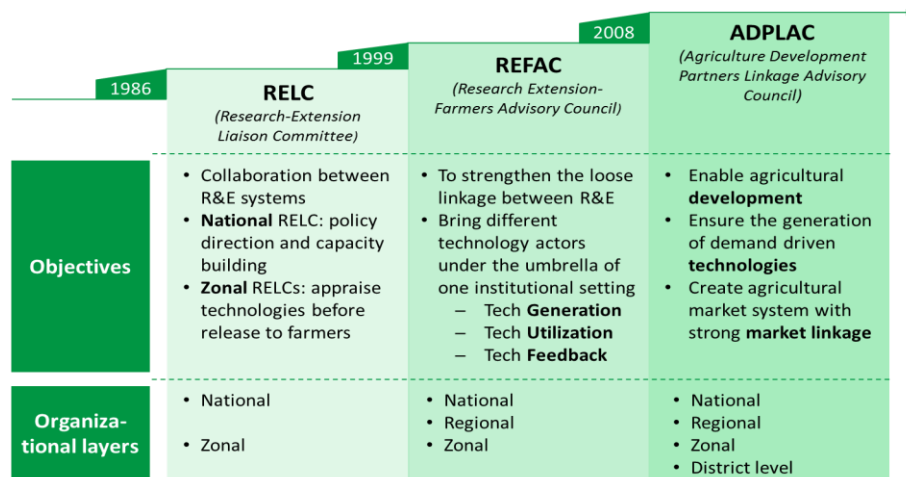 1986
RELC
(Research-Extension
Liaison Committee)
1999
REFAC
(Research Extension-
Farmers Advisory Council)
2008
ADPLAC
(Agriculture Development
Partners Linkage Advisory
Council)
Objectives
• Collaboration between
R&E systems
• National RELC: policy
direction and capacity
building
• Zonal RELCs: appraise
technologies before
release to farmers
• To strengthen the loose
linkage between R&E
• Bring different
technology actors
under the umbrella of
one institutional setting
– Tech Generation
– Tech Utilization
– Tech Feedback
• Enable agricultural
development
• Ensure the generation
of demand driven
technologies
• Create agricultural
market system with
strong market linkage
Organiza-
tional layers
• National
• Zonal
• National
• Regional
• Zonal
• National
• Regional
• Zonal
• District level